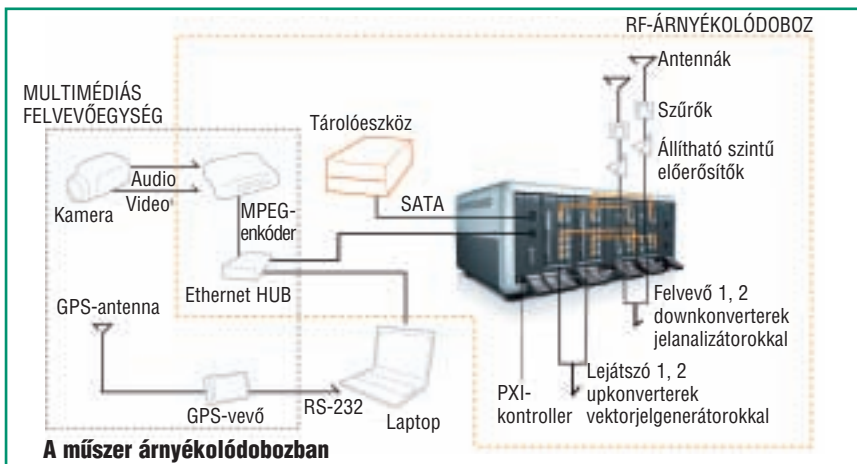 RF-ÁRNYÉKOLÓDOBOZ
Antennák
MULTIMÉDIÁS
FELVEVŐEGYSÉG
Szűrők
Tárolóeszköz
Állítható szintű
előerősítők
Audio
Video
Kamera
MPEG-
enkóder
SATA
Ethernet HUB
GPS-antenna
Felvevő 1, 2
downkonverterek
jelanalizátorokkal
GPS-vevő
RS-232
Laptop
PXI-
kontroller
Lejátszó 1, 2
upkonverterek
vektorjelgenerátorokkal
A műszer árnyékolódobozban